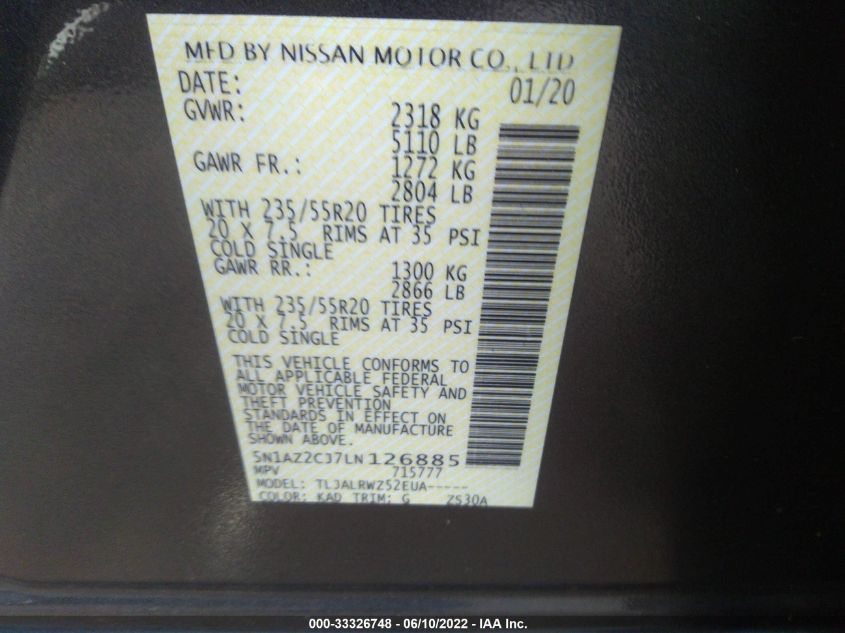 MFD BY NISSAN MOTOR CO., LTD
DATE: 01/20
GVWR: 2318 KG
5110 LB
GAWR FR.: 1272 KG
2804 LB
WITH 235/55R20 TIRES
20 X 7.5 RIMS AT 35 PSI
COLD SINGLE
GAWR RR.: 1300 KG
2866 LB
WITH 235/55R20 TIRES
20 X 7.5 RIMS AT 35 PSI
COLD SINGLE
THIS VEHICLE CONFORMS TO
ALL APPLICABLE FEDERAL
MOTOR VEHICLE SAFETY AND
THEFT PREVENTION
STANDARDS IN EFFECT ON
THE DATE OF MANUFACTURE
SHOWN ABOVE.
5N1AZ2CJ7LN126885
MPV 715777
MODEL: TLJALRWZ52EUA-----
COLOR: KAD TRIM: G ZS30A
000-33326748 - 06/10/2022 - IAA Inc.